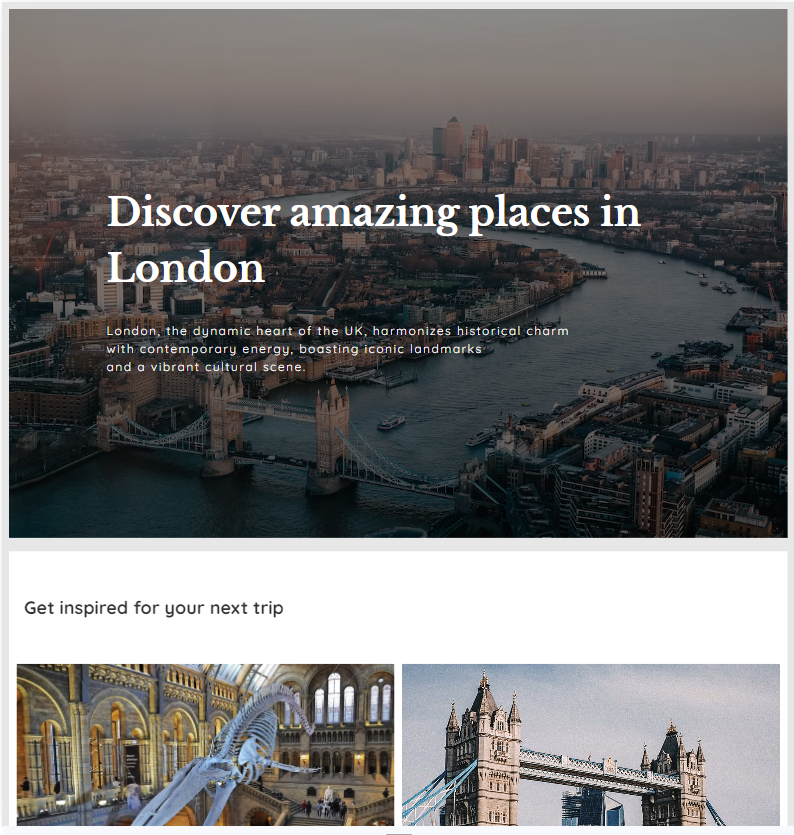 Discover amazing places in
London
London, the dynamic heart of the UK, harmonizes historical charm
with contemporary energy, boasting iconic landmarks
and a vibrant cultural scene.
Get inspired for your next trip